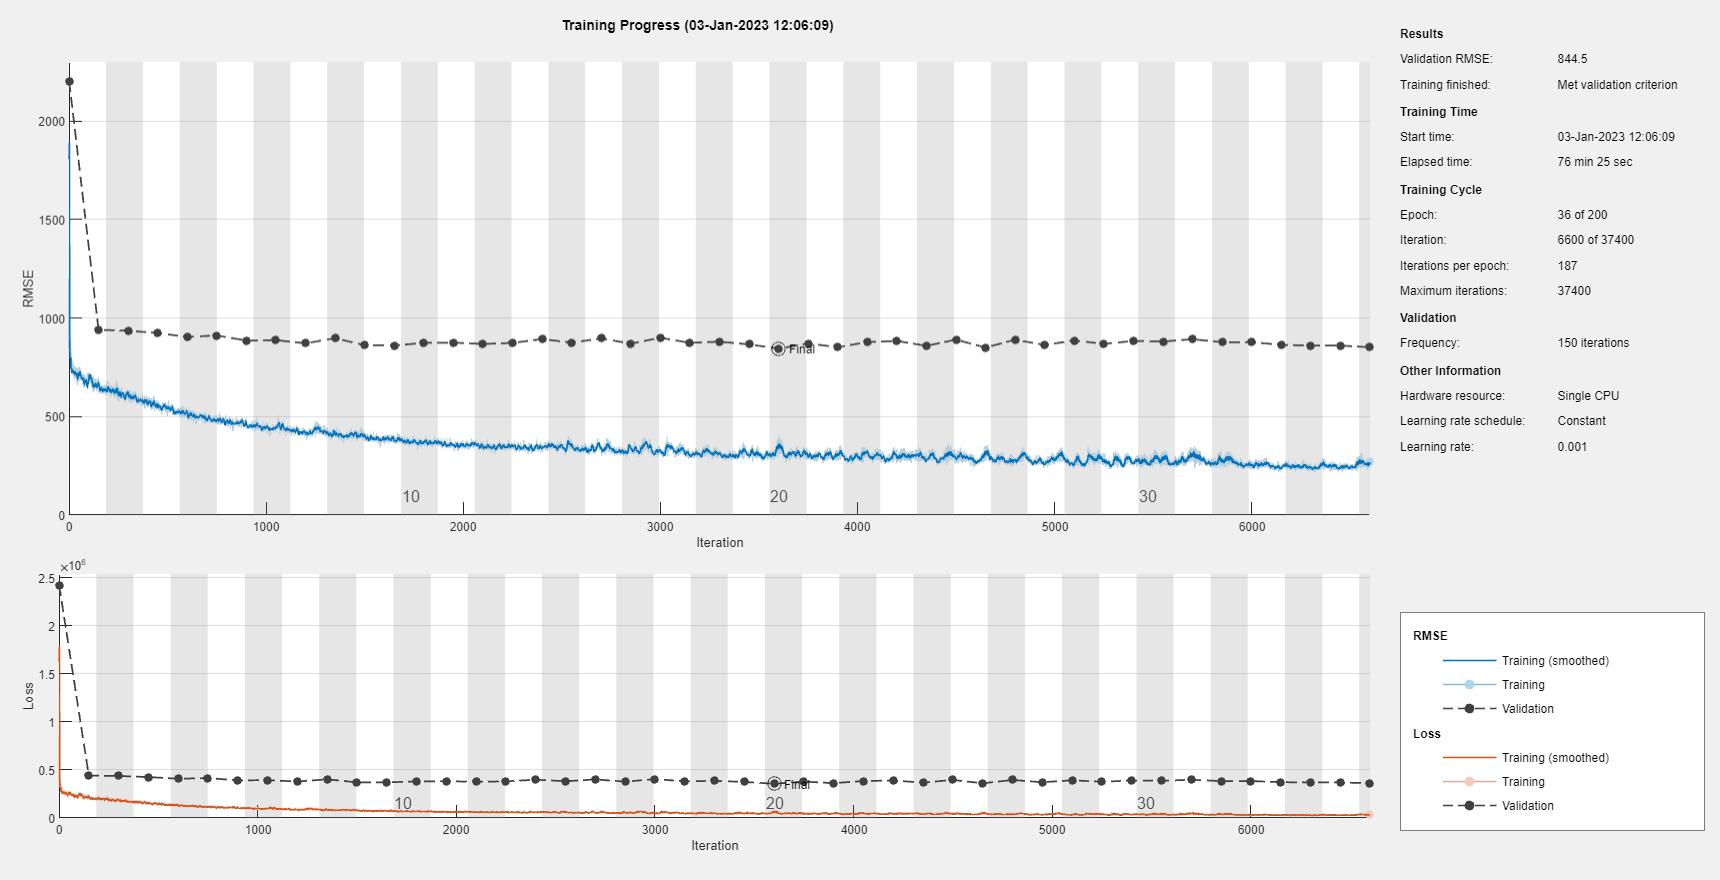 Training Progress (03-Jan-2023 12:06:09)
RMSE
2000
1500
1000
500
0
Final
10
20
30
0
1000
2000
3000
4000
5000
6000
Iteration
Loss
×10⁶
2.5
2
1.5
1
0.5
0
Final
10
20
30
0
1000
2000
3000
4000
5000
6000
Iteration
Results
Validation RMSE: 844.5
Training finished: Met validation criterion
Training Time
Start time: 03-Jan-2023 12:06:09
Elapsed time: 76 min 25 sec
Training Cycle
Epoch: 36 of 200
Iteration: 6600 of 37400
Iterations per epoch: 187
Maximum iterations: 37400
Validation
Frequency: 150 iterations
Other Information
Hardware resource: Single CPU
Learning rate schedule: Constant
Learning rate: 0.001
RMSE
Training (smoothed)
Training
Validation
Loss
Training (smoothed)
Training
Validation